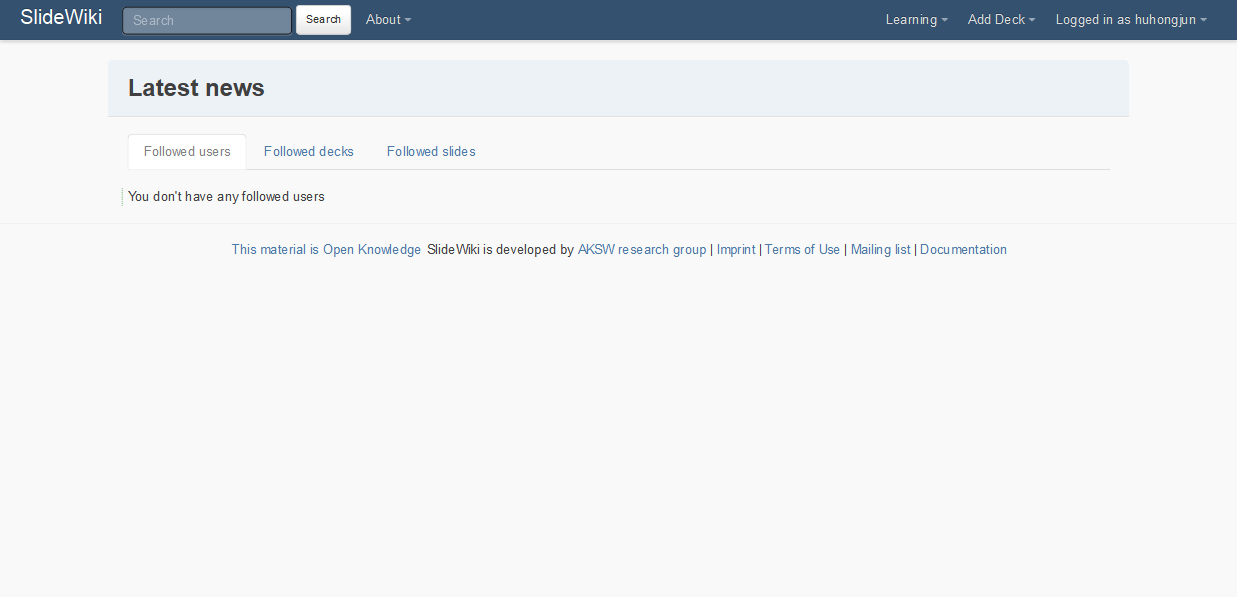 SlideWiki Search Search About Learning Add Deck Logged in as huhongjun
Latest news
Followed users Followed decks Followed slides
You don't have any followed users
This material is Open Knowledge SlideWiki is developed by AKSW research group | Imprint | Terms of Use | Mailing list | Documentation